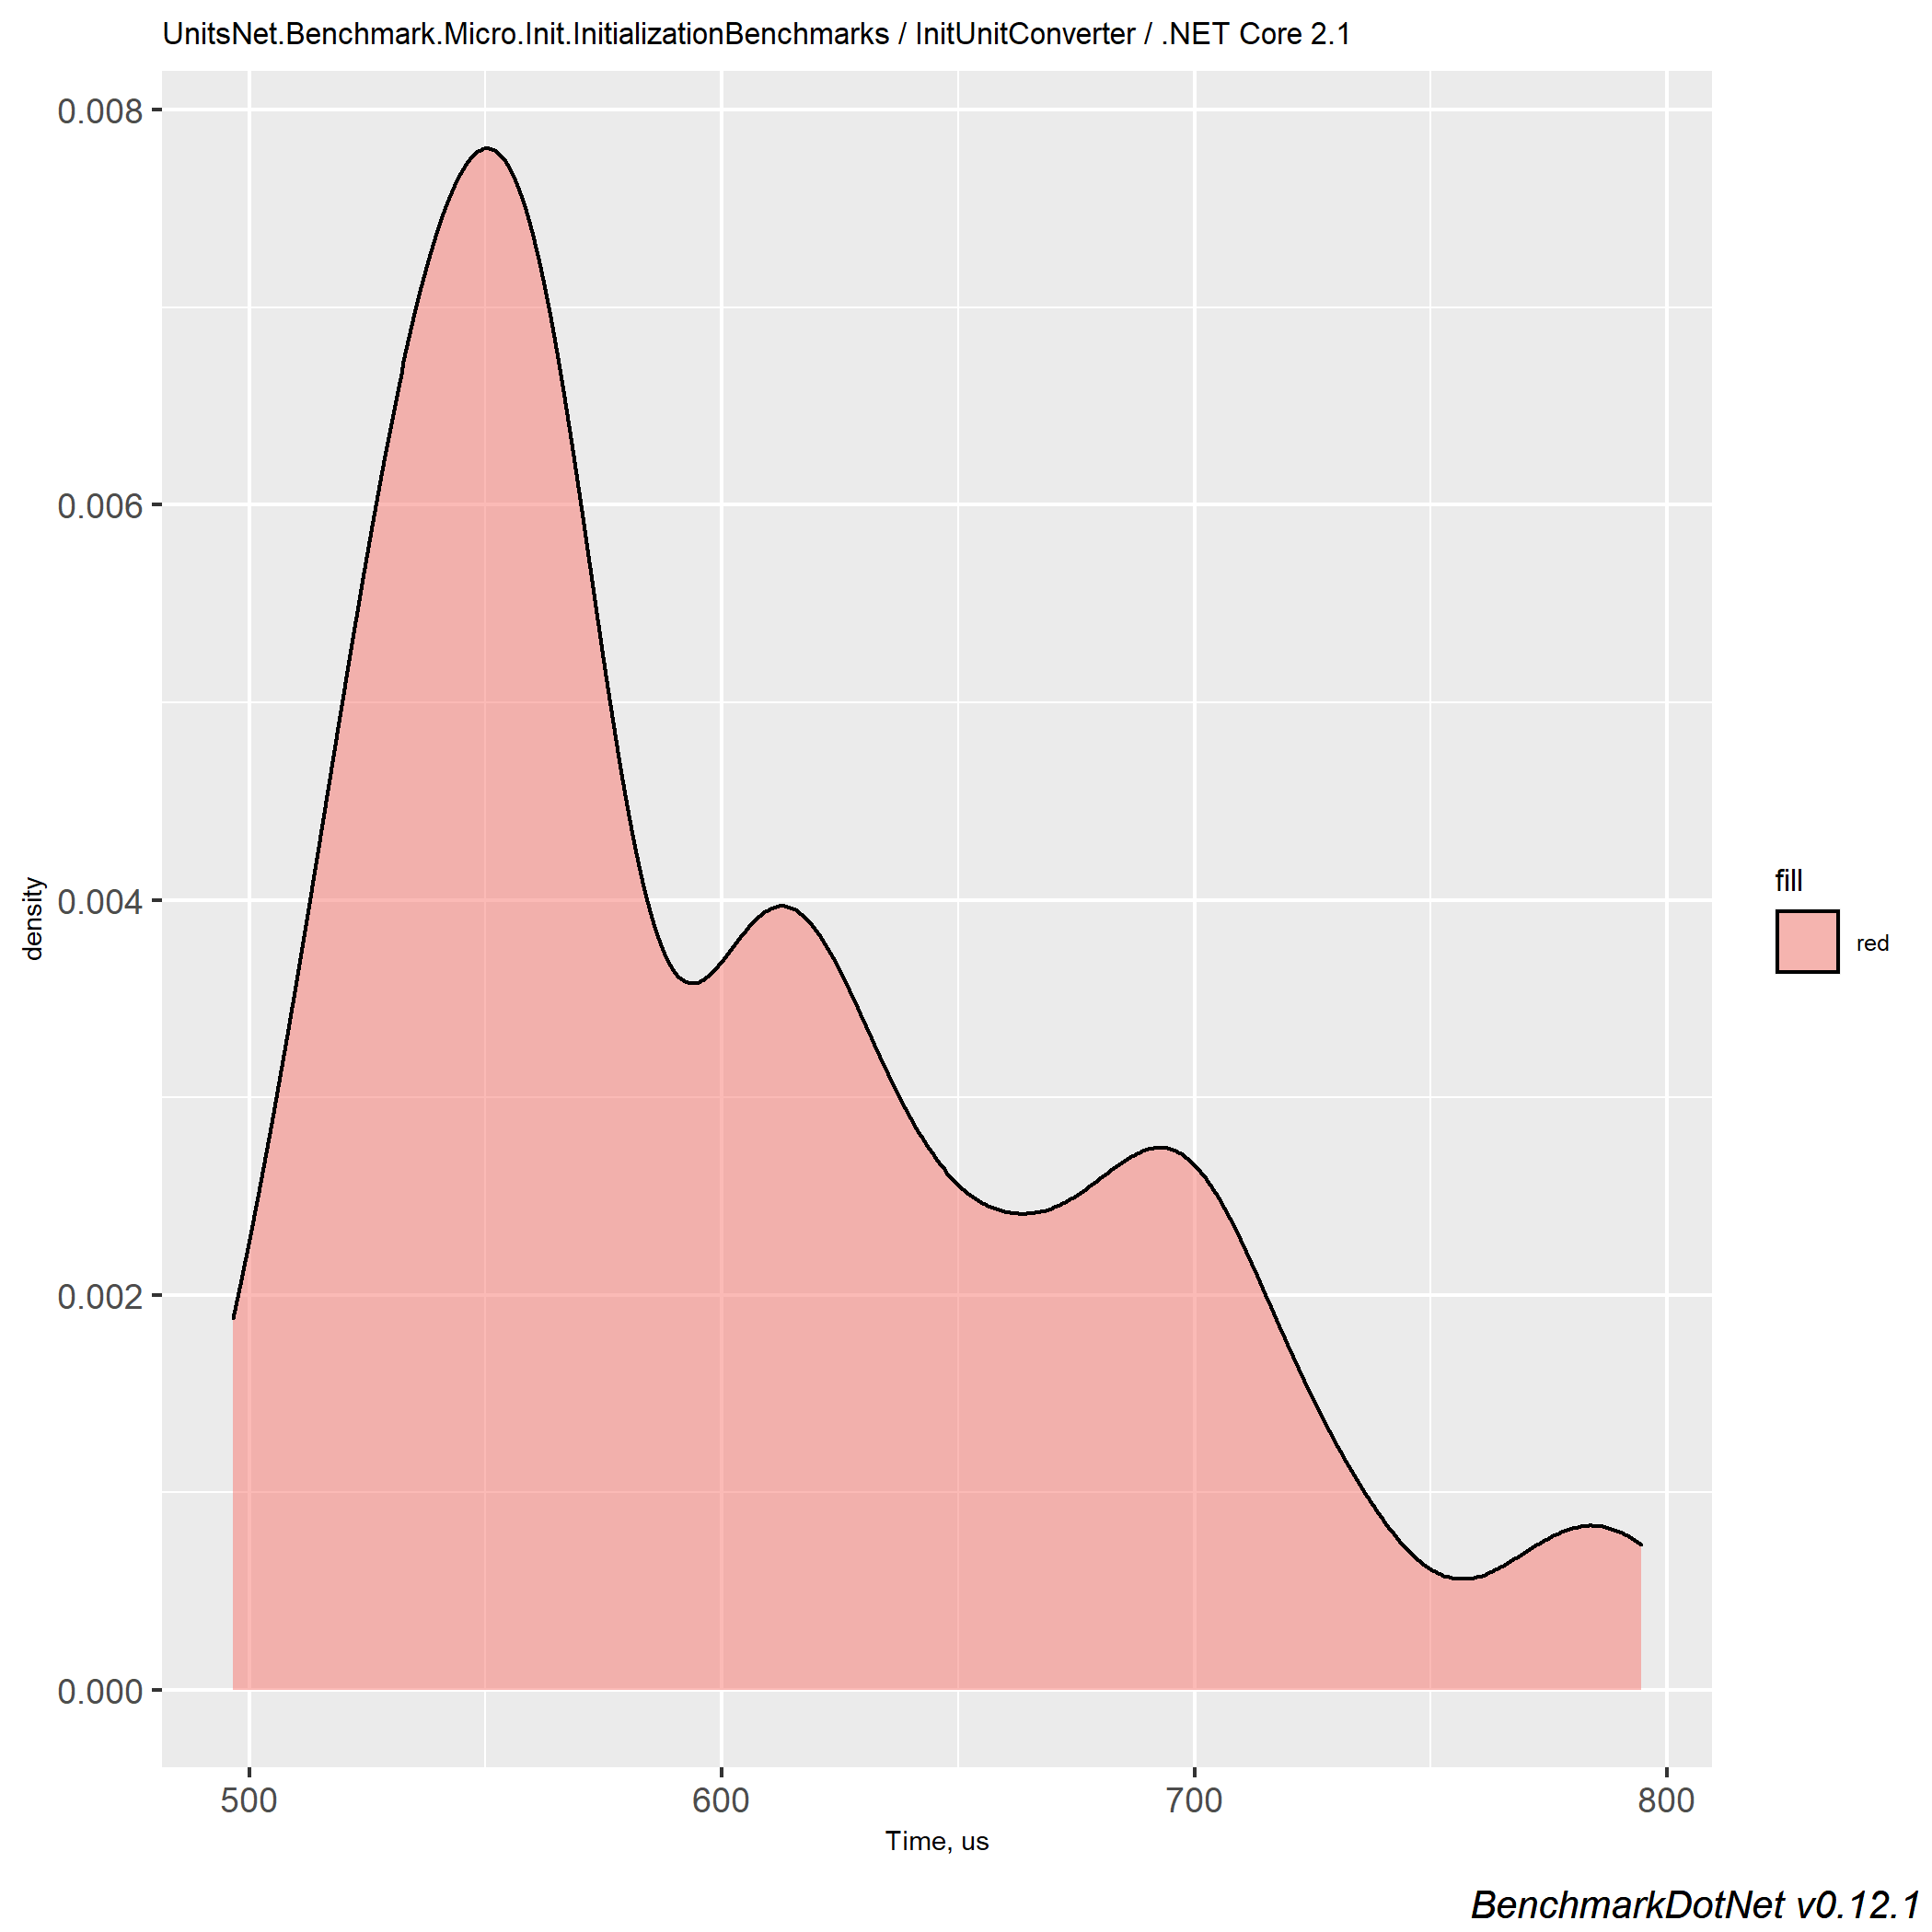 UnitsNet.Benchmark.Micro.Init.InitializationBenchmarks / InitUnitConverter / .NET Core 2.1
0.008
0.006
0.004
0.002
0.000
density
500 600 700 800
Time, us
fill
red
BenchmarkDotNet v0.12.1